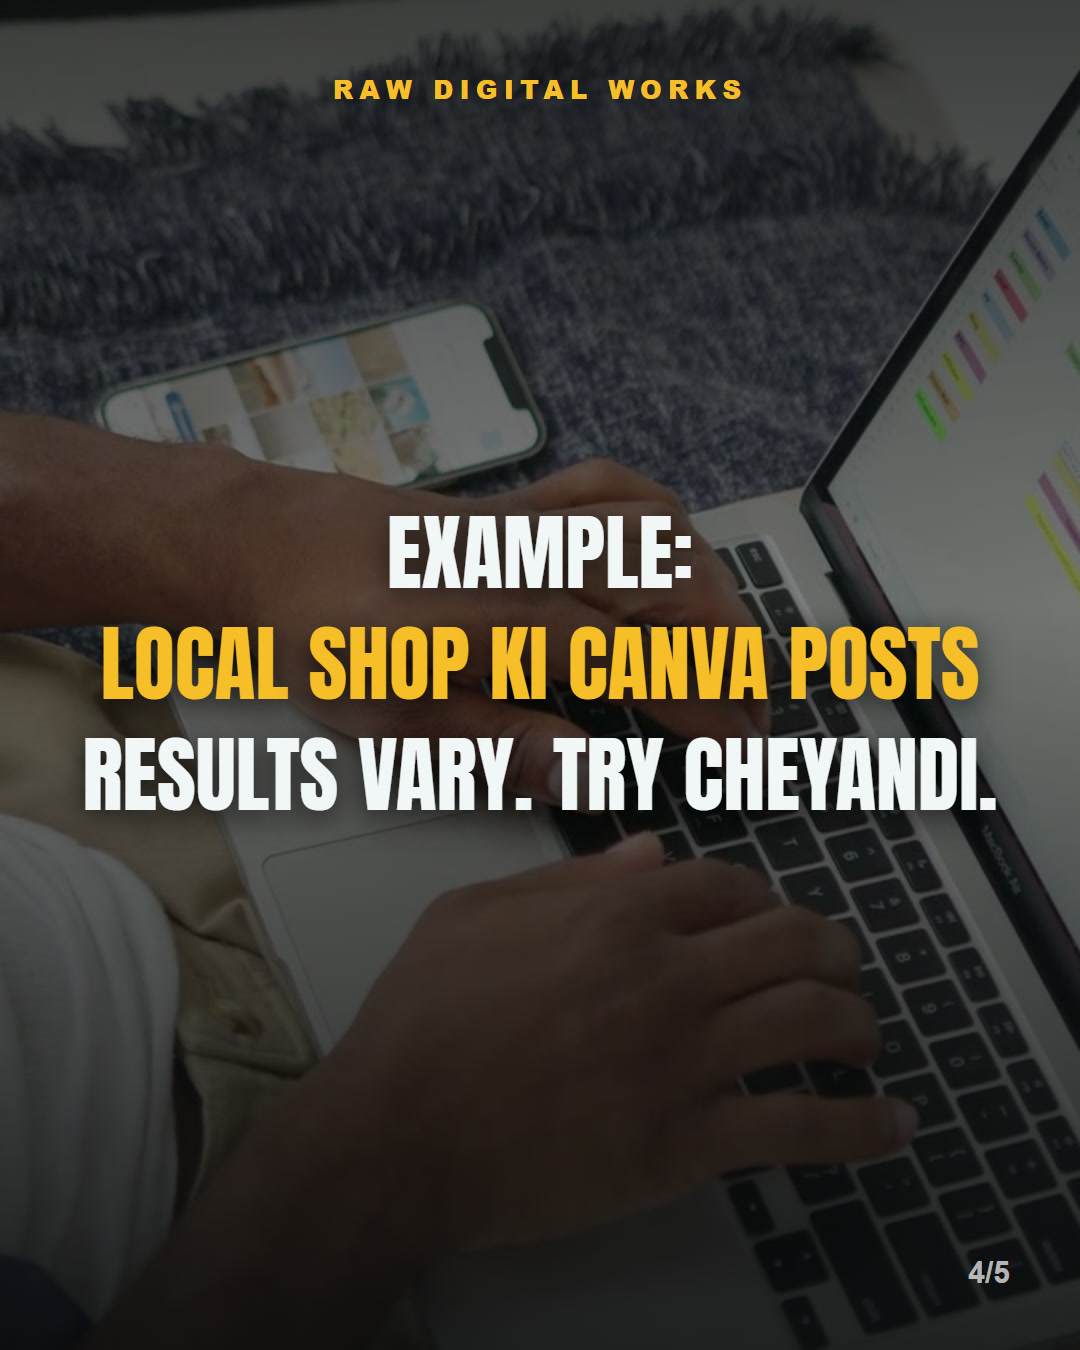 RAW DIGITAL WORKS
EXAMPLE:
LOCAL SHOP KI CANVA POSTS
RESULTS VARY. TRY CHEYANDI.
4/5